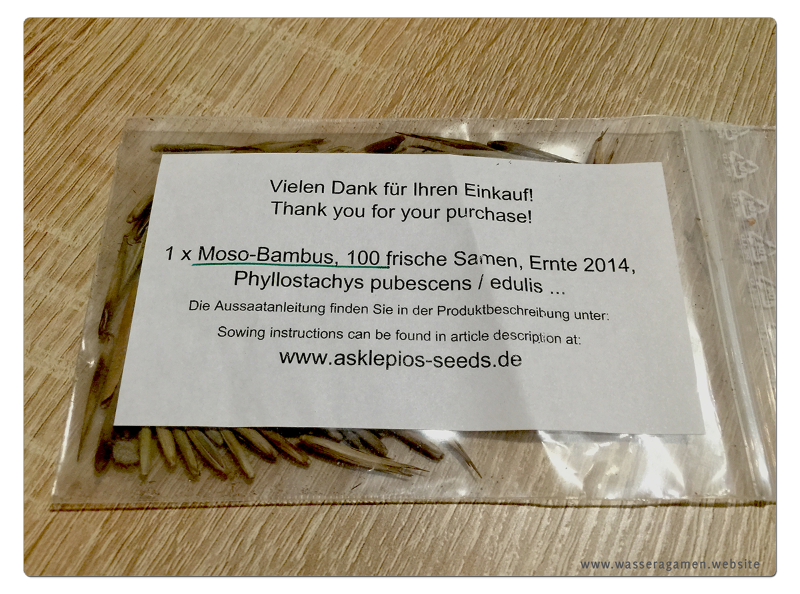 Vielen Dank für Ihren Einkauf!
Thank you for your purchase!
1 x Moso-Bambus, 100 frische Samen, Ernte 2014,
Phyllostachys pubescens / edulis ...
Die Aussaatanleitung finden Sie in der Produktbeschreibung unter:
Sowing instructions can be found in article description at:
www.asklepios-seeds.de
www.wasseragamen.website